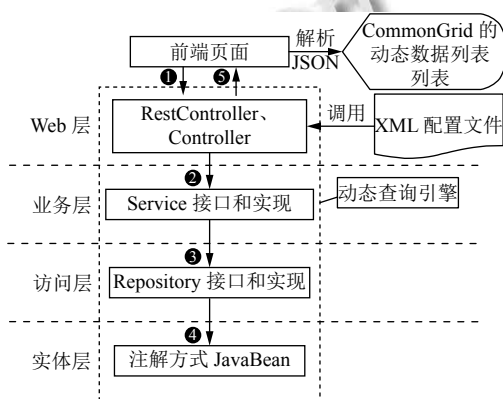 前端页面
解析
JSON
CommonGrid 的
动态数据列表
列表
❶
❺
Web 层
RestController、
Controller
调用
XML 配置文件
❷
业务层
Service 接口和实现
动态查询引擎
❸
访问层
Repository 接口和实现
❹
实体层
注解方式 JavaBean